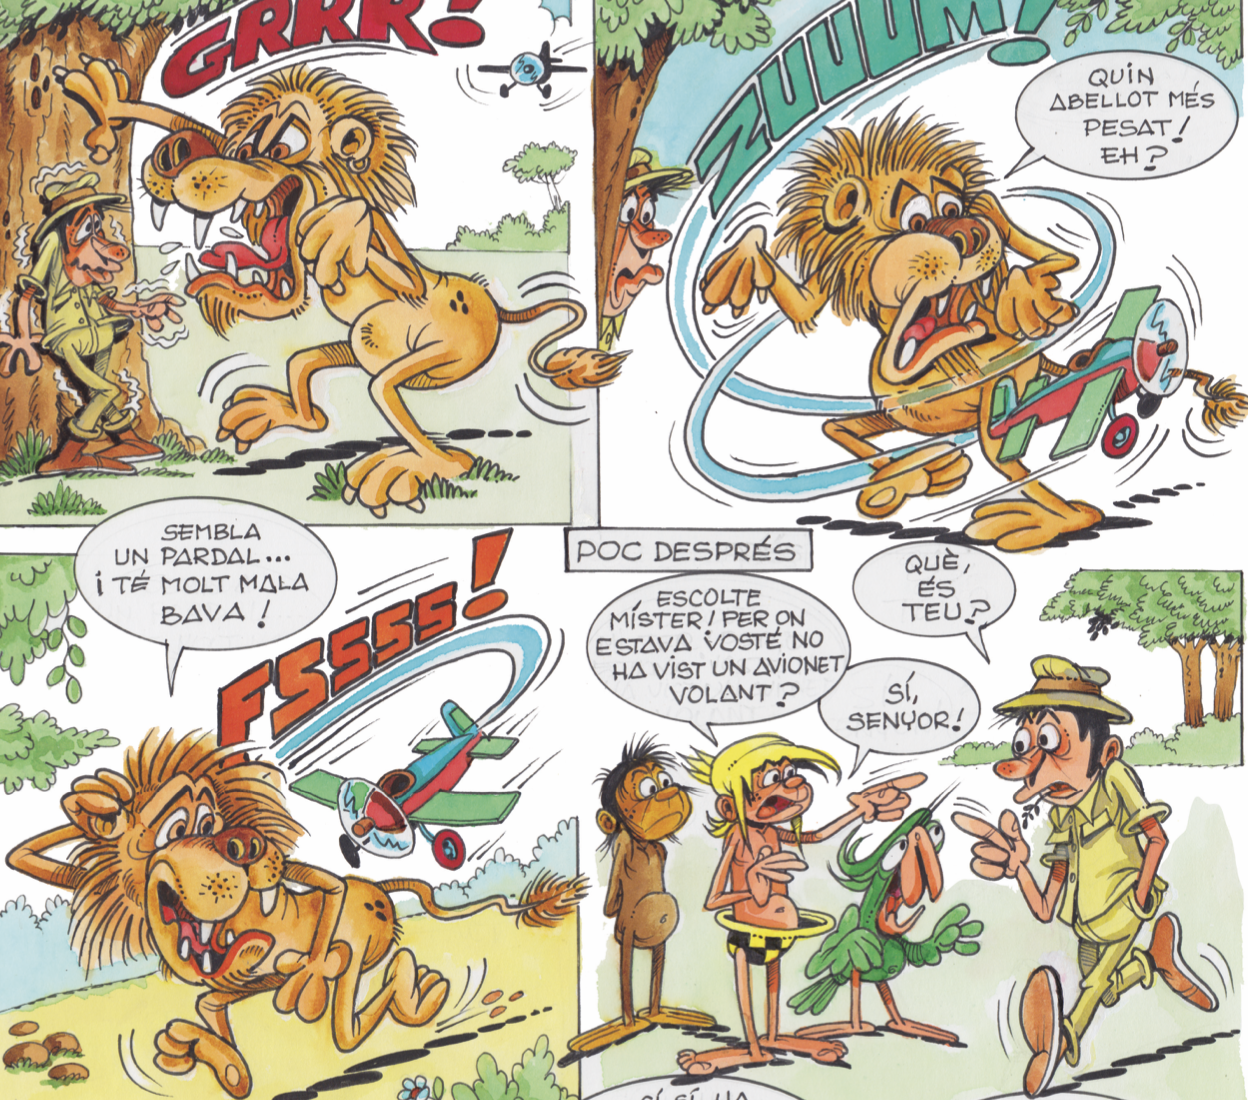 GRRR!
ZUUUM!
QUIN
ABELLOT MÉS
PESAT!
EH?
SEMBLA
UN PARDAL...
i TÉ MOLT MALA
BAVA!
FSSSS!
POC DESPRÉS
ESCOLTE
MÍSTER! PER ON
ESTAVA VOSTÉ NO
HA VIST UN AVIONET
VOLANT?
SÍ,
SENYOR!
QUÈ,
ÉS
TEU?